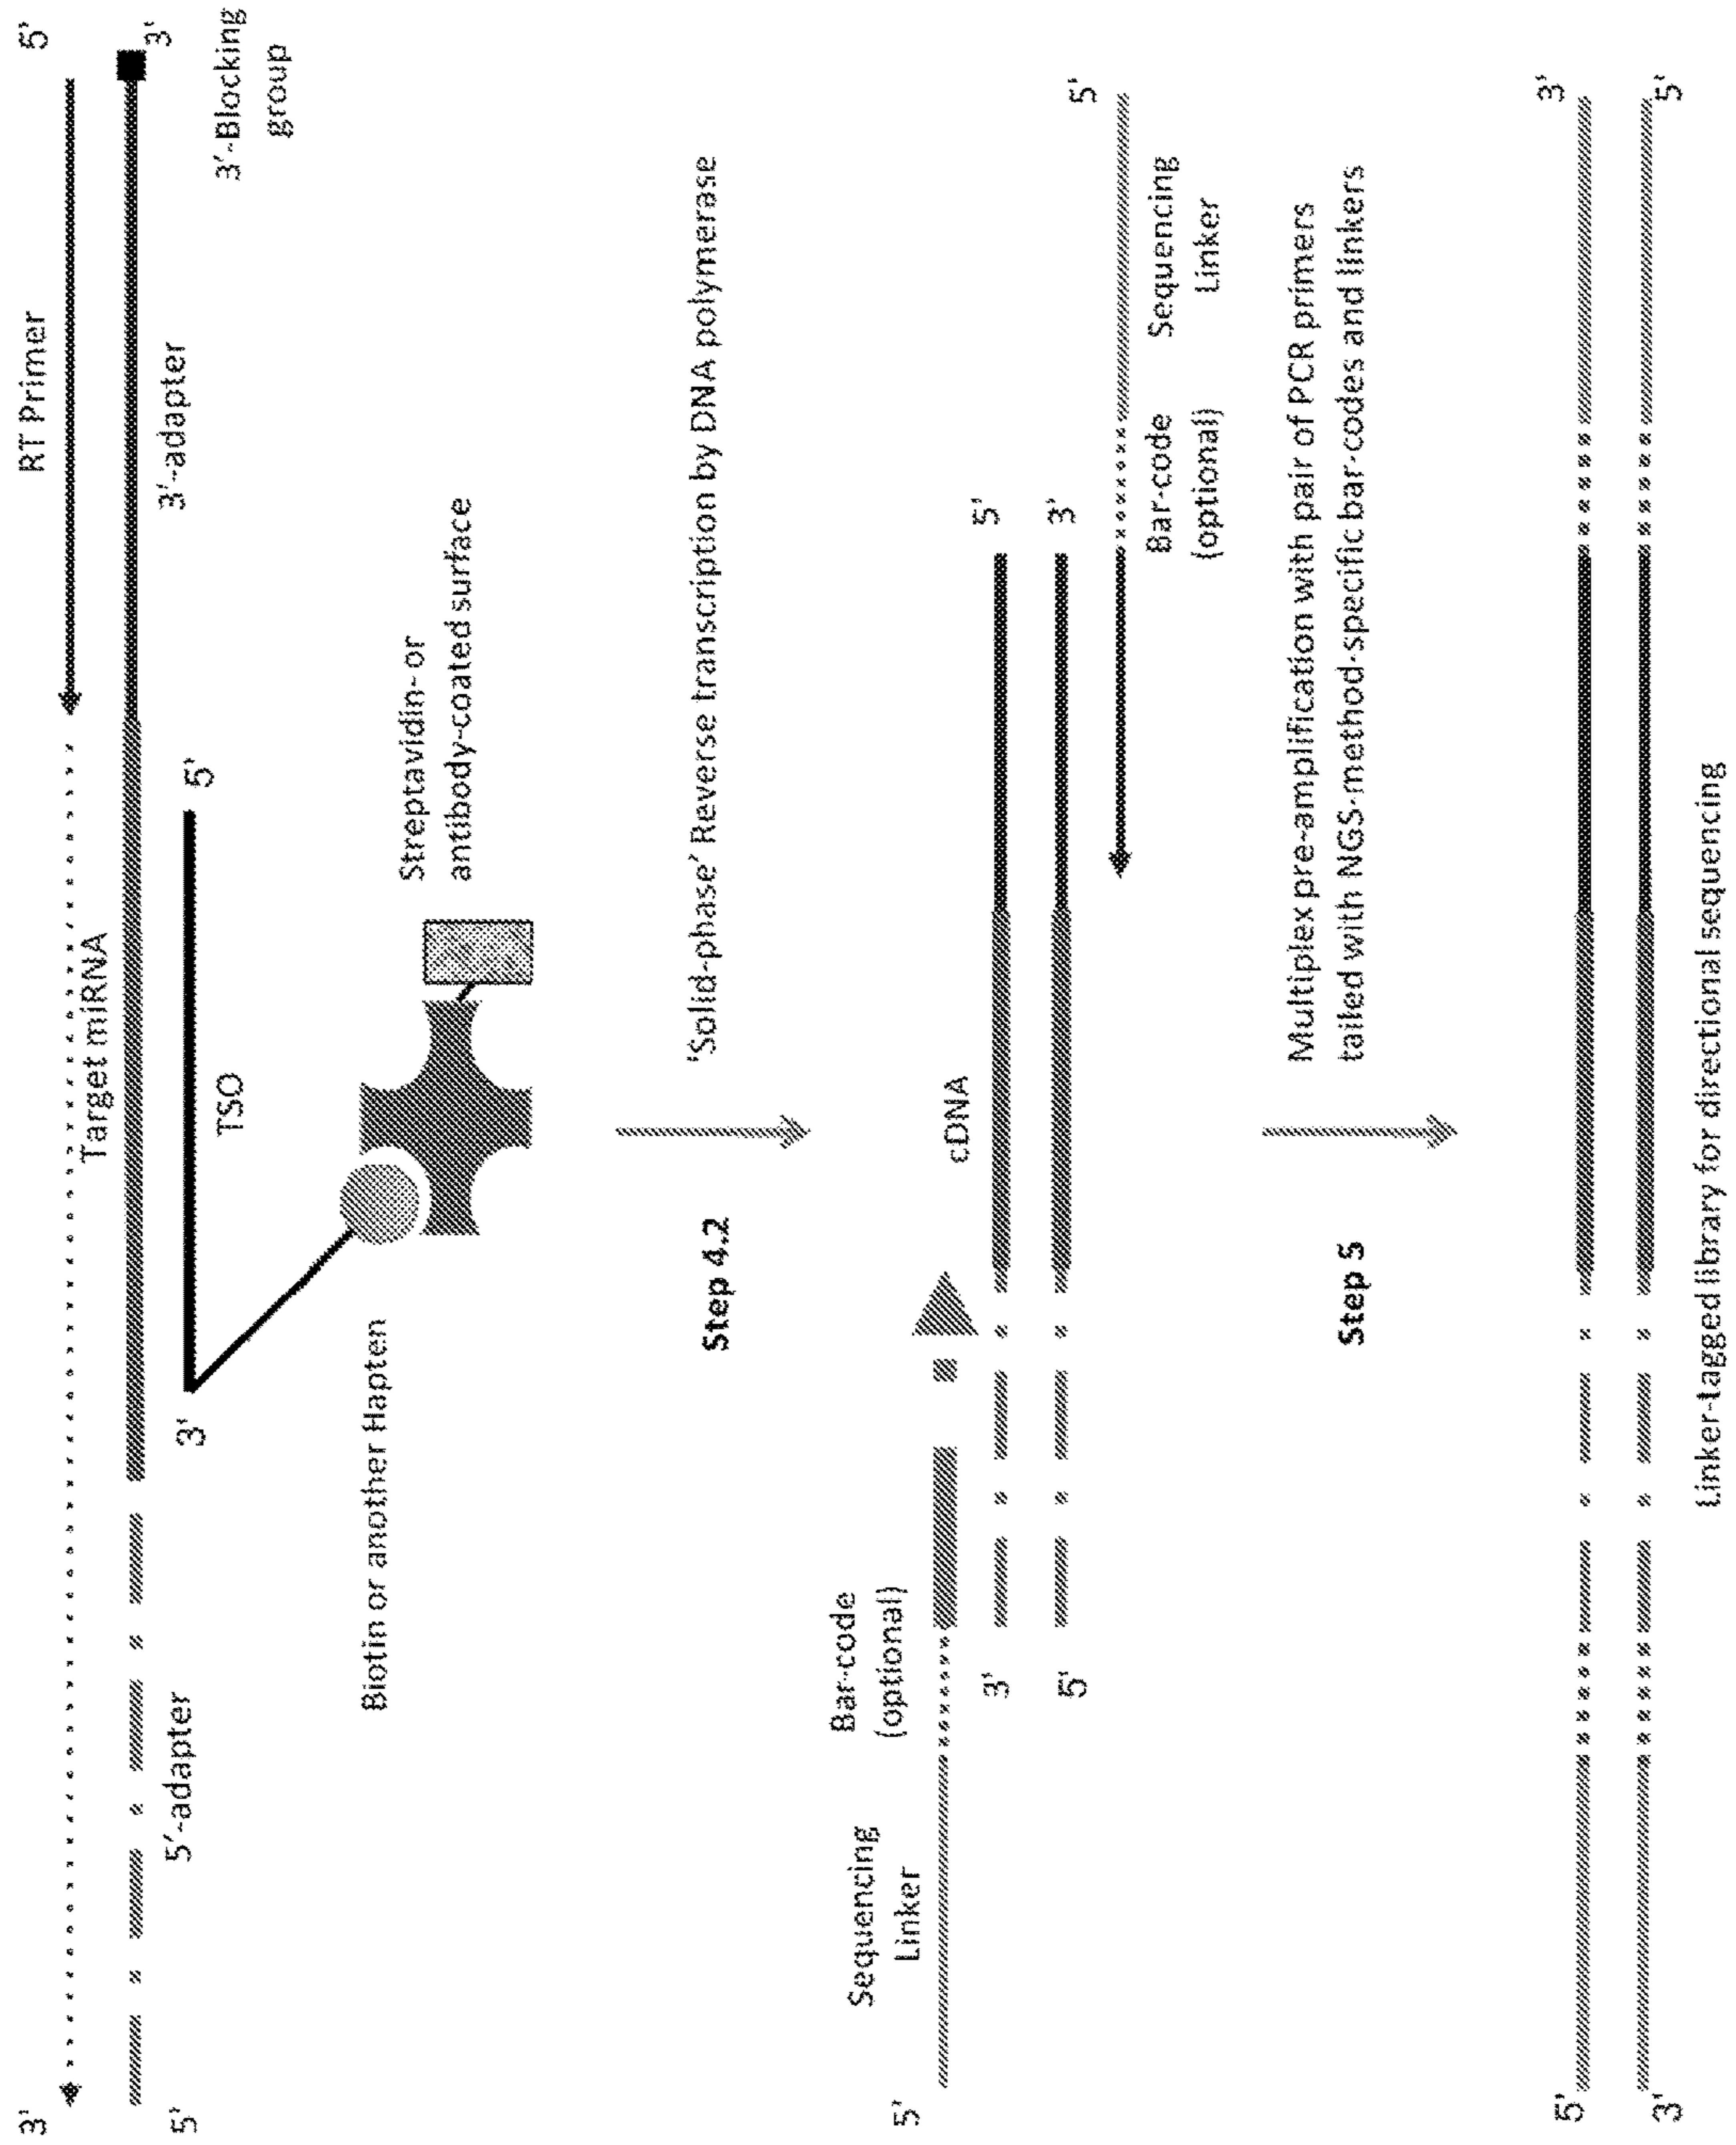 3' RT Primer 5'
Target miRNA
5' 3'
5'-adapter 3'-adapter
3'-Blocking
group
3' 5'
TSO
Biotin or another Hapten
Streptavidin- or
antibody-coated surface
Step 4.2
'Solid-phase' Reverse transcription by DNA polymerase
Sequencing
Linker
Bar-code
(optional)
5'
cDNA
3' 5'
5' 3'
5'
Bar-code
(optional)
Sequencing
Linker
Step 5
Multiplex pre-amplification with pair of PCR primers
tailed with NGS-method-specific bar-codes and linkers
5' 3'
3' 5'
Linker-tagged library for directional sequencing